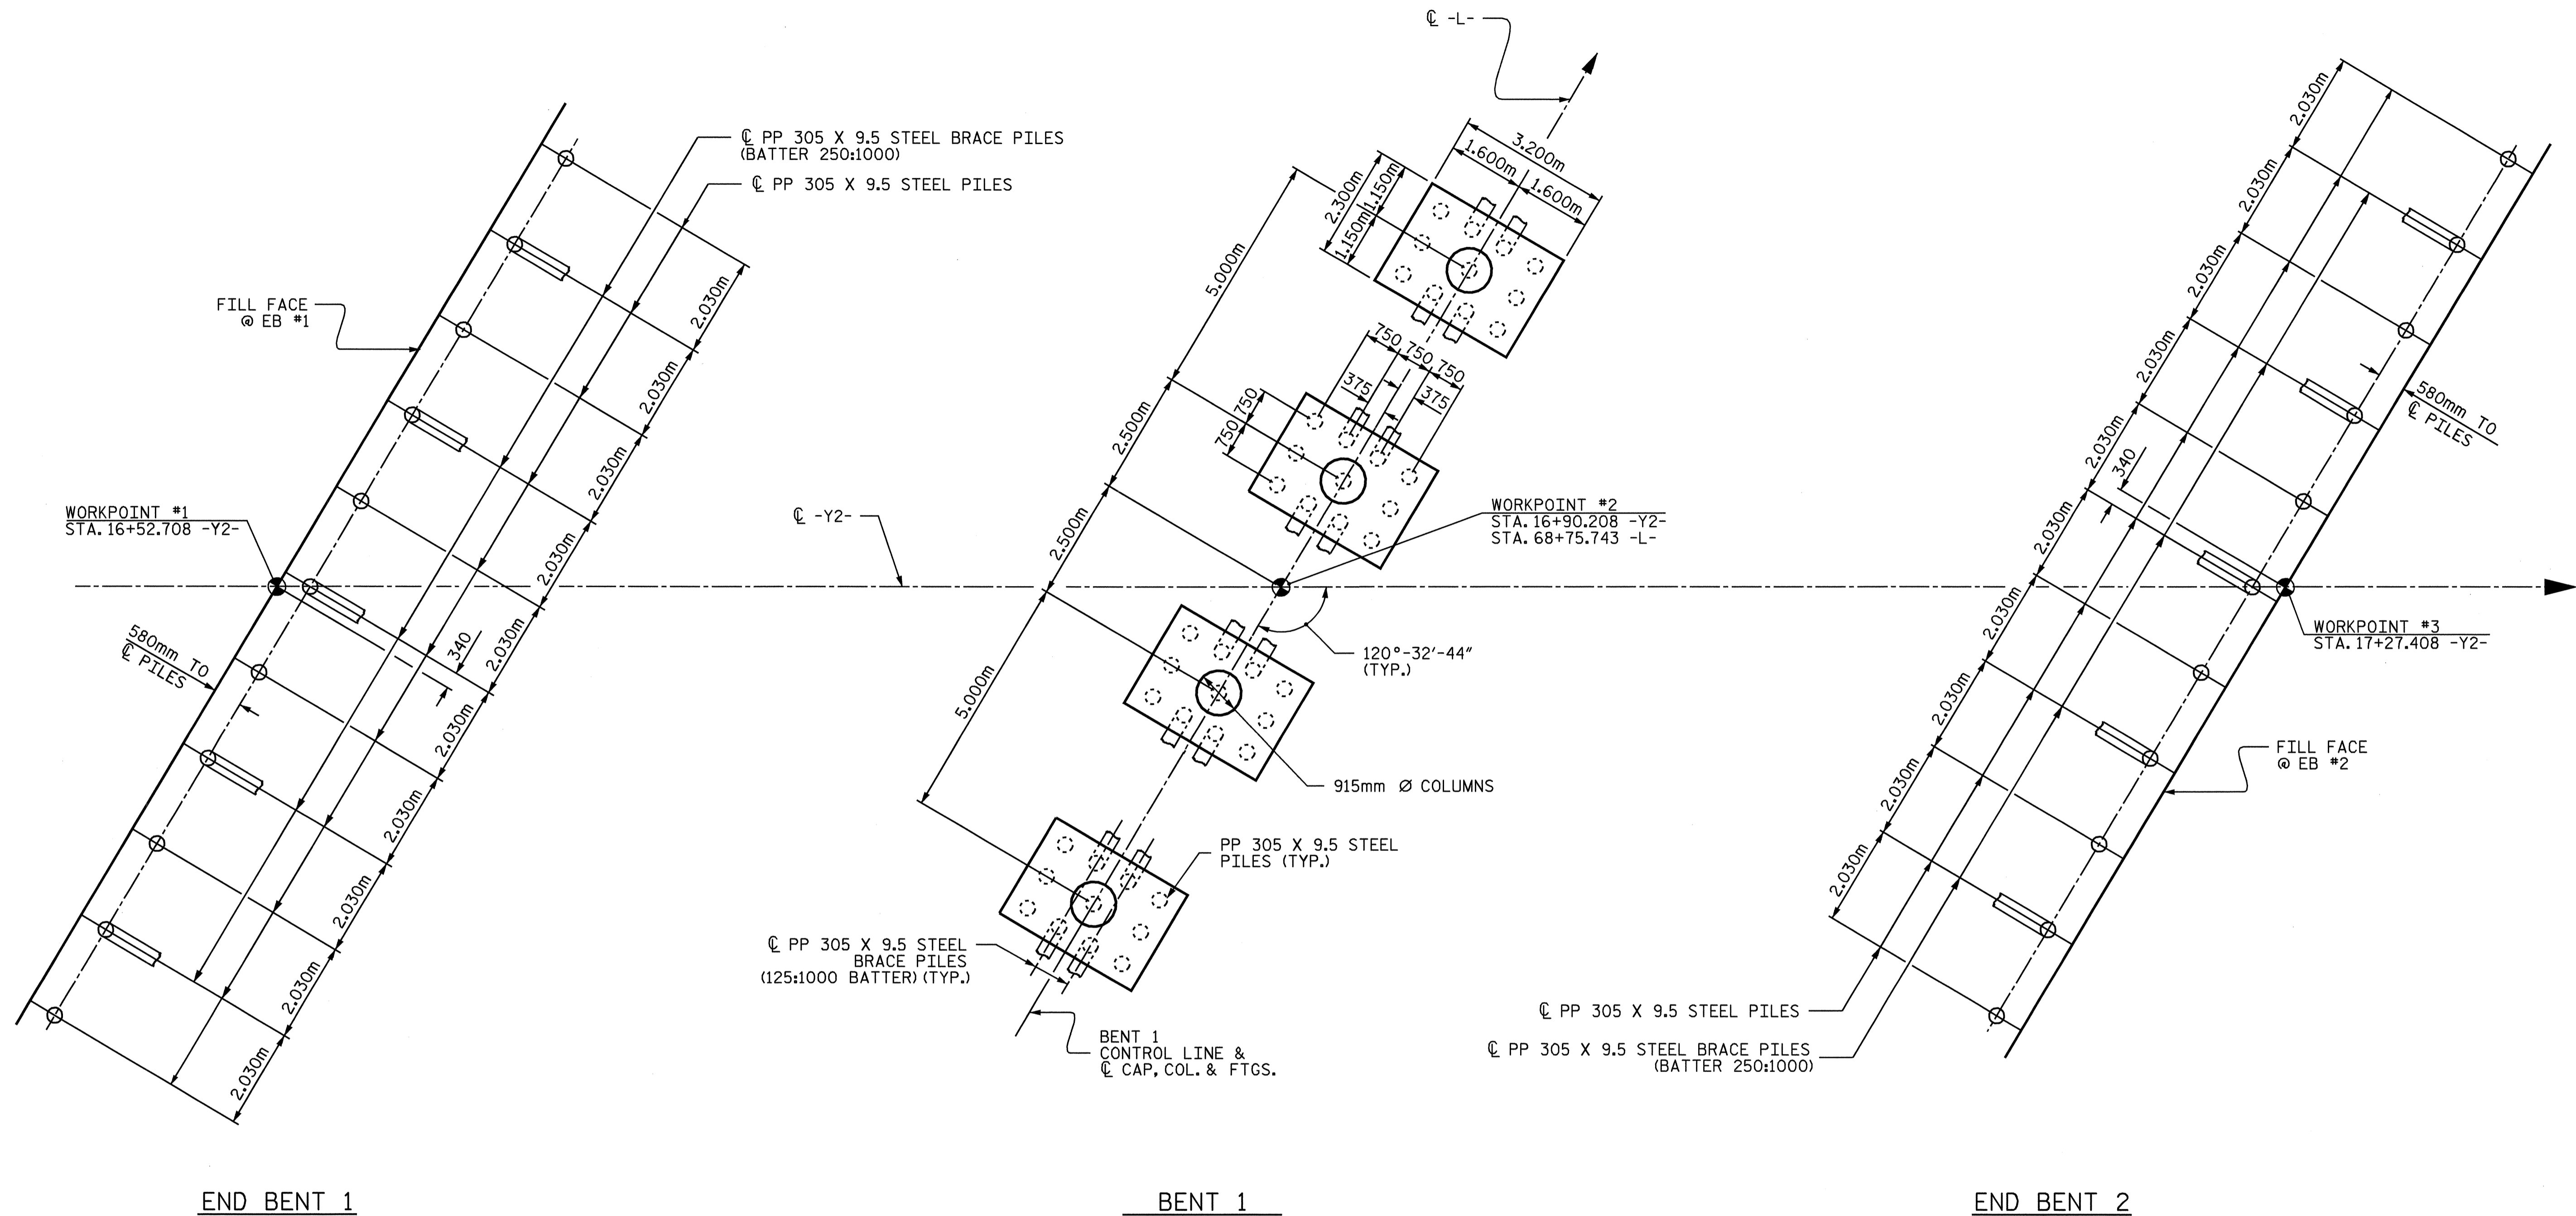 ℄ -L-
℄ PP 305 X 9.5 STEEL BRACE PILES
(BATTER 250:1000)
℄ PP 305 X 9.5 STEEL PILES
FILL FACE
@ EB #1
WORKPOINT #1
STA. 16+52.708 -Y2-
580mm TO
℄ PILES
340
2.030m
2.030m
2.030m
2.030m
2.030m
2.030m
2.030m
2.030m
2.030m
2.030m
END BENT 1
℄ -Y2-
3.200m
1.600m
1.600m
2.300m
1.150m
1.150m
5.000m
2.500m
2.500m
5.000m
750
750
750
375
375
750
750
WORKPOINT #2
STA. 16+90.208 -Y2-
STA. 68+75.743 -L-
120°-32'-44"
(TYP.)
915mm Ø COLUMNS
PP 305 X 9.5 STEEL
PILES (TYP.)
℄ PP 305 X 9.5 STEEL
BRACE PILES
(125:1000 BATTER) (TYP.)
BENT 1
CONTROL LINE &
℄ CAP, COL. & FTGS.
BENT 1
2.030m
2.030m
2.030m
2.030m
2.030m
340
2.030m
2.030m
2.030m
2.030m
2.030m
580mm TO
℄ PILES
WORKPOINT #3
STA. 17+27.408 -Y2-
FILL FACE
@ EB #2
℄ PP 305 X 9.5 STEEL PILES
℄ PP 305 X 9.5 STEEL BRACE PILES
(BATTER 250:1000)
END BENT 2